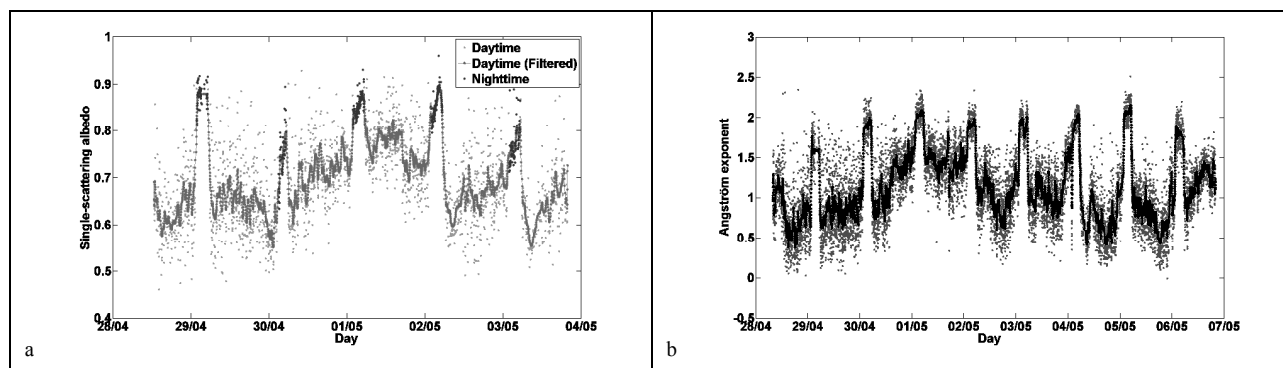 1
0.9
0.8
0.7
0.6
0.5
0.4
Single-scattering albedo
Daytime
Daytime (Filtered)
Nighttime
28/04 29/04 30/04 01/05 02/05 03/05 04/05
Day
a
3
2.5
2
1.5
1
0.5
0
-0.5
Angström exponent
28/04 29/04 30/04 01/05 02/05 03/05 04/05 05/05 06/05 07/05
Day
b